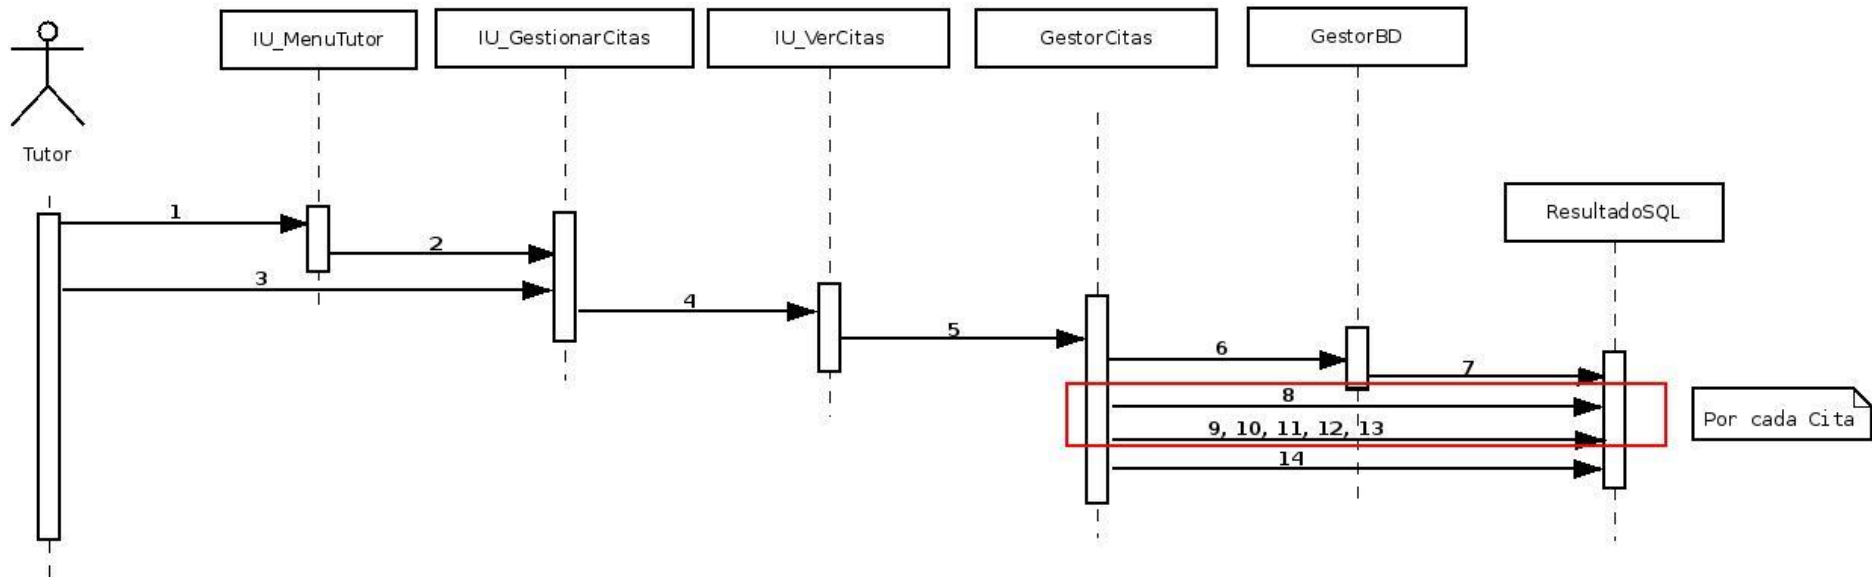 IU_MenuTutor
IU_GestionarCitas
IU_VerCitas
GestorCitas
GestorBD
Tutor
ResultadoSQL
1
2
3
4
5
6
7
8
9, 10, 11, 12, 13
14
Por cada Cita